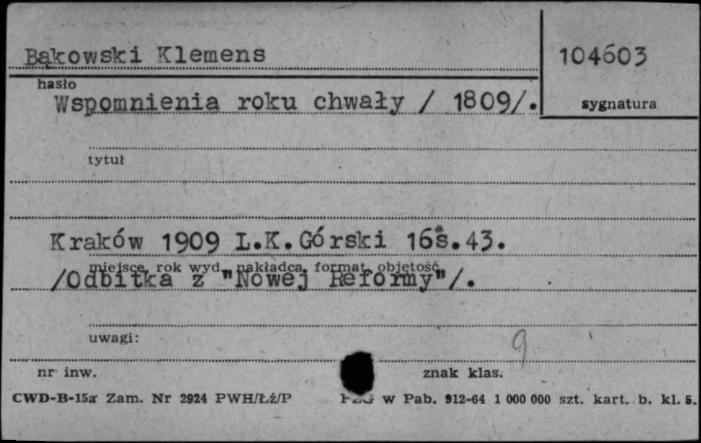 Bąkowski Klemens
104603
hasło
Wspomnienia roku chwały / 1809/.
sygnatura
tytuł
Kraków 1909 L.K.Górski 16°s.43.
miejsce, rok wyd., nakładca, format, objętość
/Odbitka z "Nowej Reformy"/.
uwagi:
9
nr inw.
znak klas.
CWD-B-15a Zam. Nr 2924 PWH/Łż/P
w Pab. 912-64 1 000 000 szt. kart. b. kl. 5.